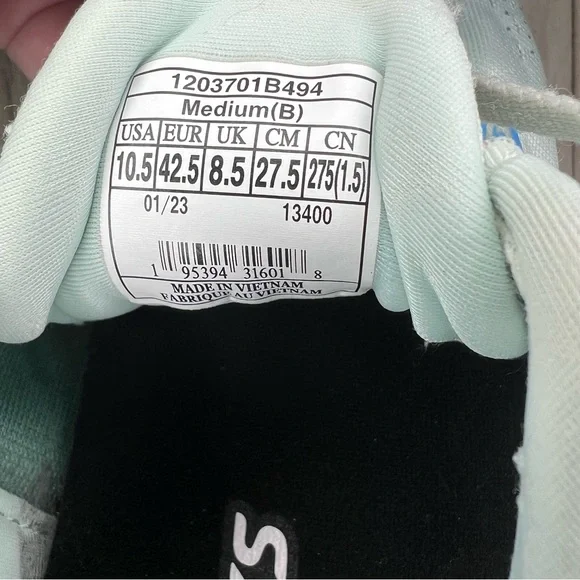 1203701B494
Medium(B)
USA EUR UK CM CN
10.5 42.5 8.5 27.5 275(1.5)
01/23 13400
1 95394 31601 8
MADE IN VIETNAM
FABRIQUE AU VIETNAM